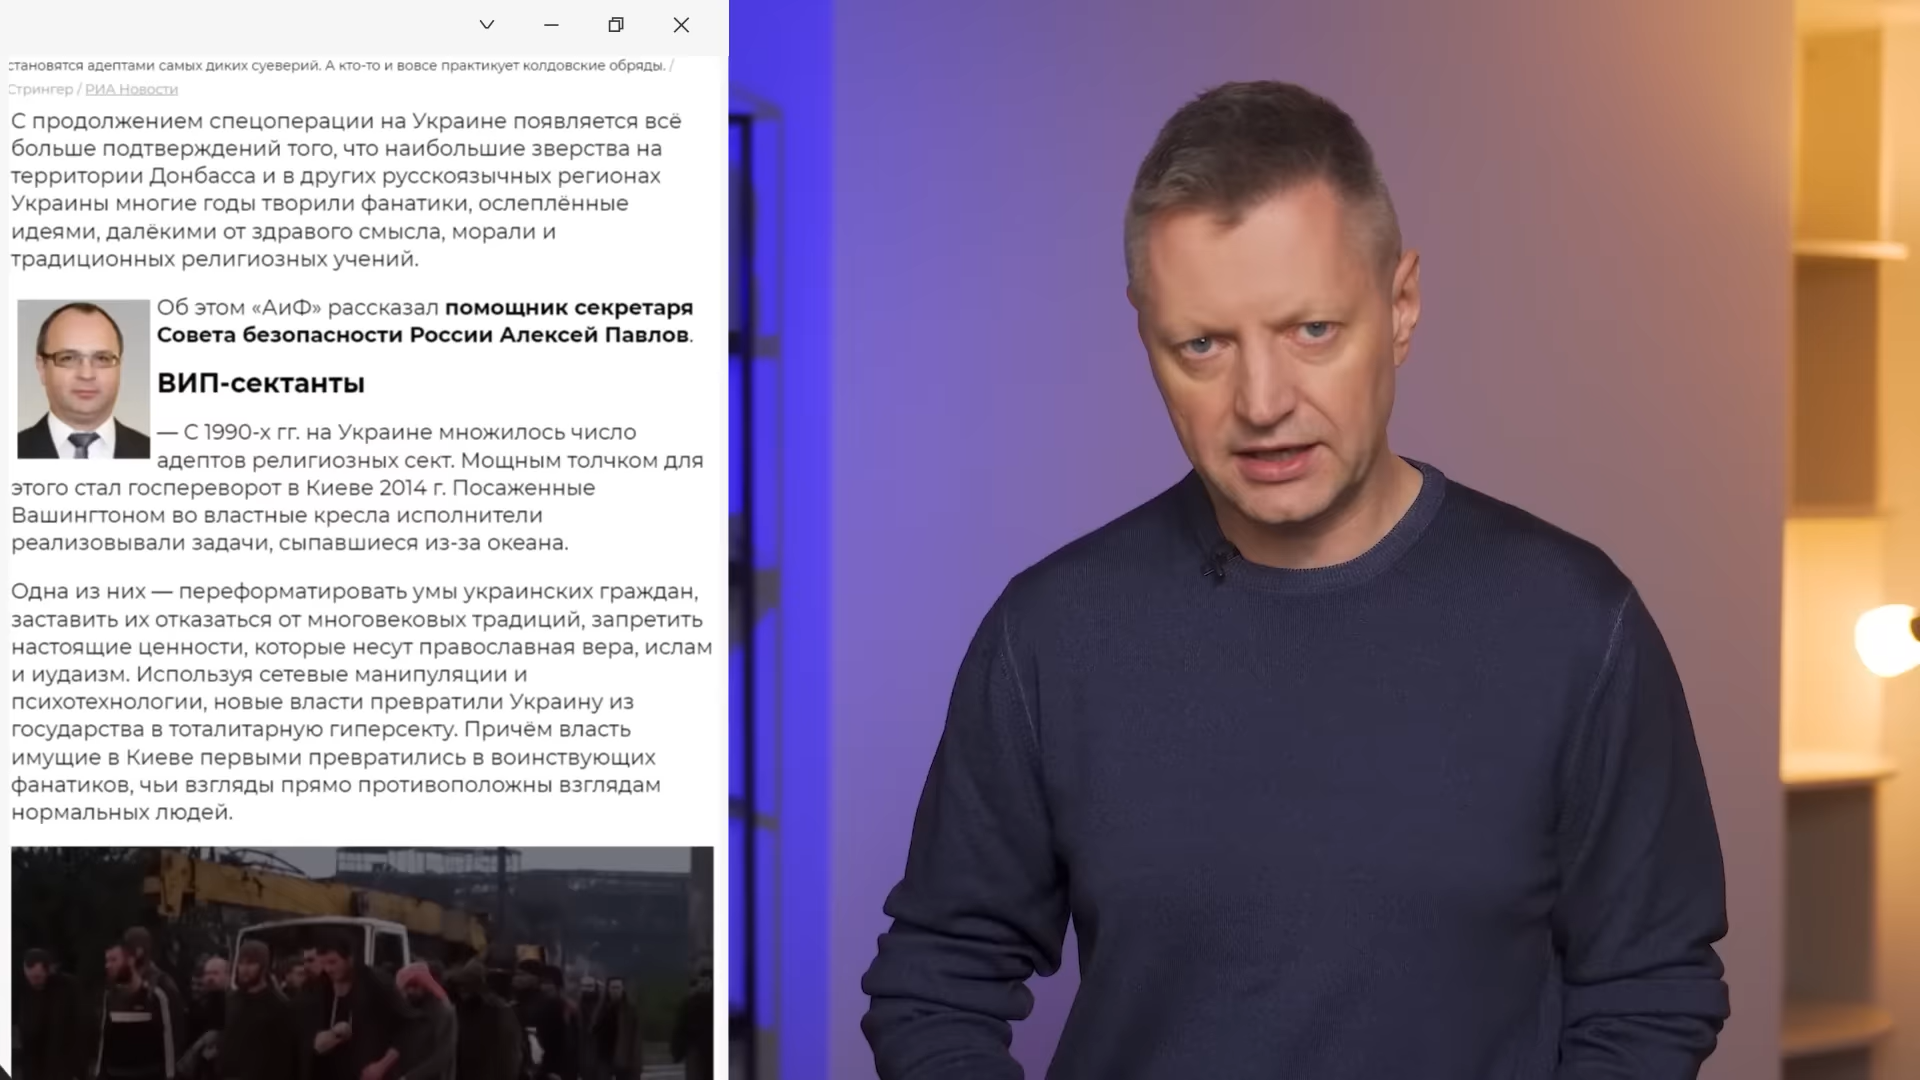 становятся адептами самых диких суеверий. А кто-то и вовсе практикует колдовские обряды. /
Стрингер / РИА Новости
С продолжением спецоперации на Украине появляется всё
больше подтверждений того, что наибольшие зверства на
территории Донбасса и в других русскоязычных регионах
Украины многие годы творили фанатики, ослеплённые
идеями, далёкими от здравого смысла, морали и
традиционных религиозных учений.
Об этом «АиФ» рассказал помощник секретаря
Совета безопасности России Алексей Павлов.
ВИП-сектанты
— С 1990-х гг. на Украине множилось число
адептов религиозных сект. Мощным толчком для
этого стал госпереворот в Киеве 2014 г. Посаженные
Вашингтоном во властные кресла исполнители
реализовывали задачи, сыпавшиеся из-за океана.
Одна из них — переформатировать умы украинских граждан,
заставить их отказаться от многовековых традиций, запретить
настоящие ценности, которые несут православная вера, ислам
и иудаизм. Используя сетевые манипуляции и
психотехнологии, новые власти превратили Украину из
государства в тоталитарную гиперсекту. Причём власть
имущие в Киеве первыми превратились в воинствующих
фанатиков, чьи взгляды прямо противоположны взглядам
нормальных людей.